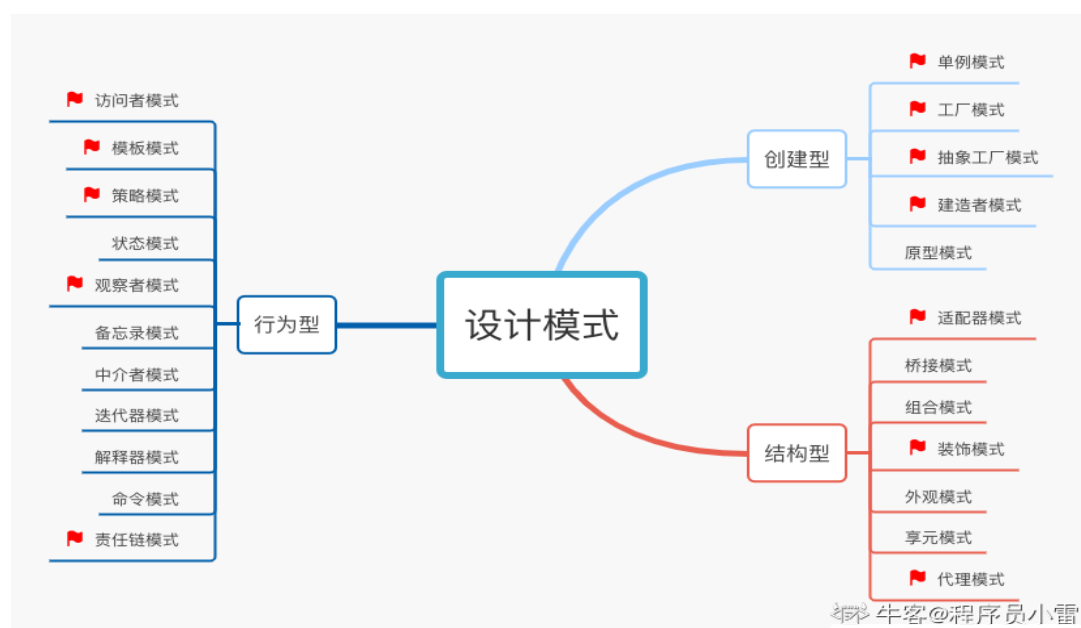 设计模式
创建型
单例模式
工厂模式
抽象工厂模式
建造者模式
原型模式
结构型
适配器模式
桥接模式
组合模式
装饰模式
外观模式
享元模式
代理模式
行为型
访问者模式
模板模式
策略模式
状态模式
观察者模式
备忘录模式
中介者模式
迭代器模式
解释器模式
命令模式
责任链模式
牛客@程序员小雷